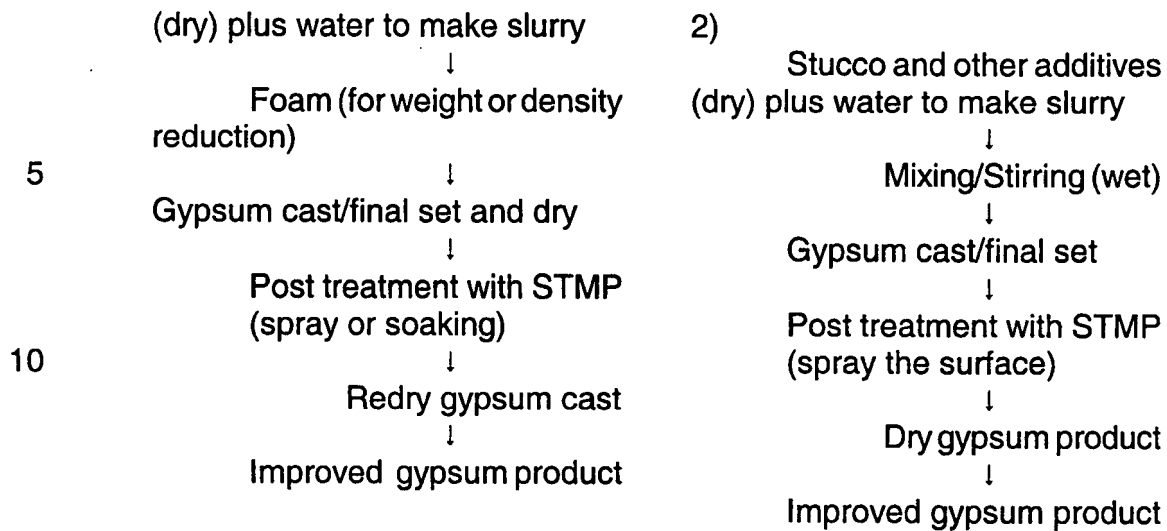 (dry) plus water to make slurry
↓
Foam (for weight or density
reduction)
5
↓
Gypsum cast/final set and dry
↓
Post treatment with STMP
(spray or soaking)
10
↓
Redry gypsum cast
↓
Improved gypsum product
2)
Stucco and other additives
(dry) plus water to make slurry
↓
Mixing/Stirring (wet)
↓
Gypsum cast/final set
↓
Post treatment with STMP
(spray the surface)
↓
Dry gypsum product
↓
Improved gypsum product